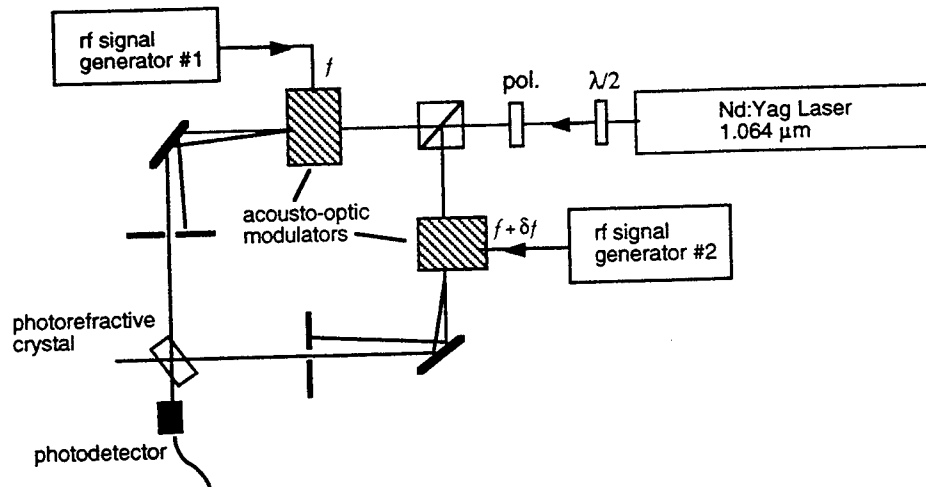 rf signal
generator #1
f
pol.
λ/2
Nd:Yag Laser
1.064 μm
acousto-optic
modulators
f + δf
rf signal
generator #2
photorefractive
crystal
photodetector